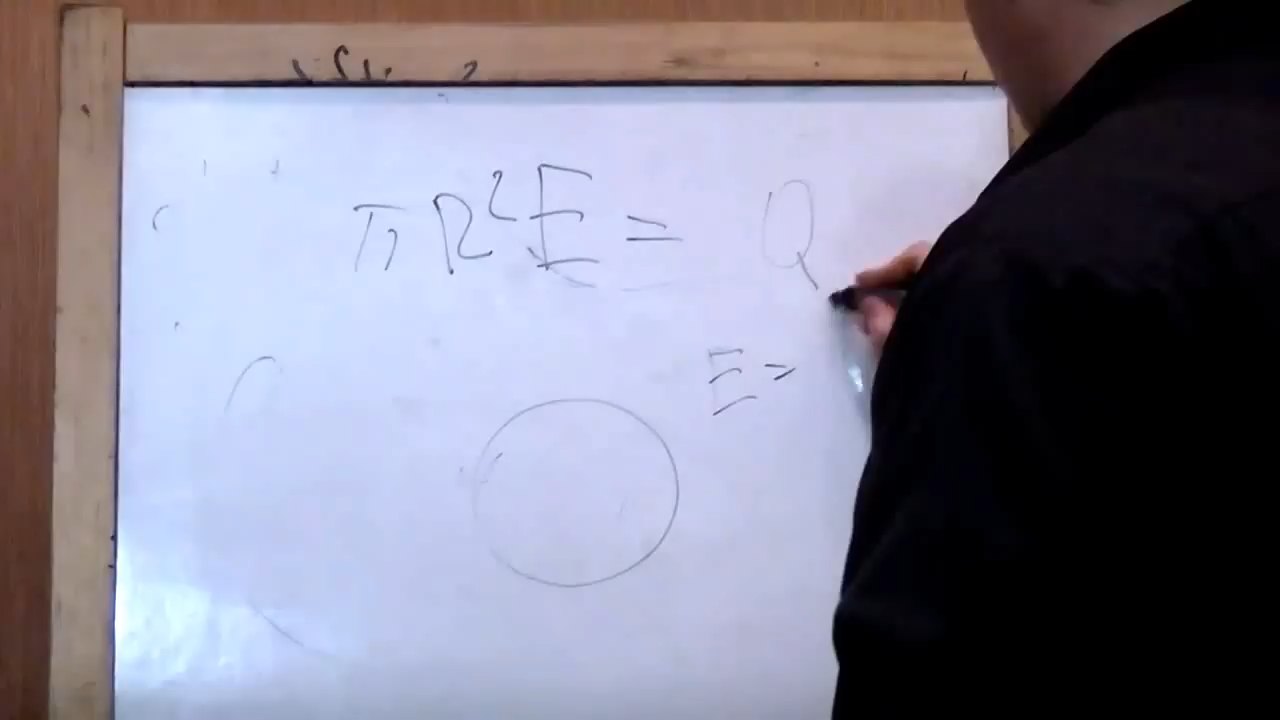 πR²E = Q
E =